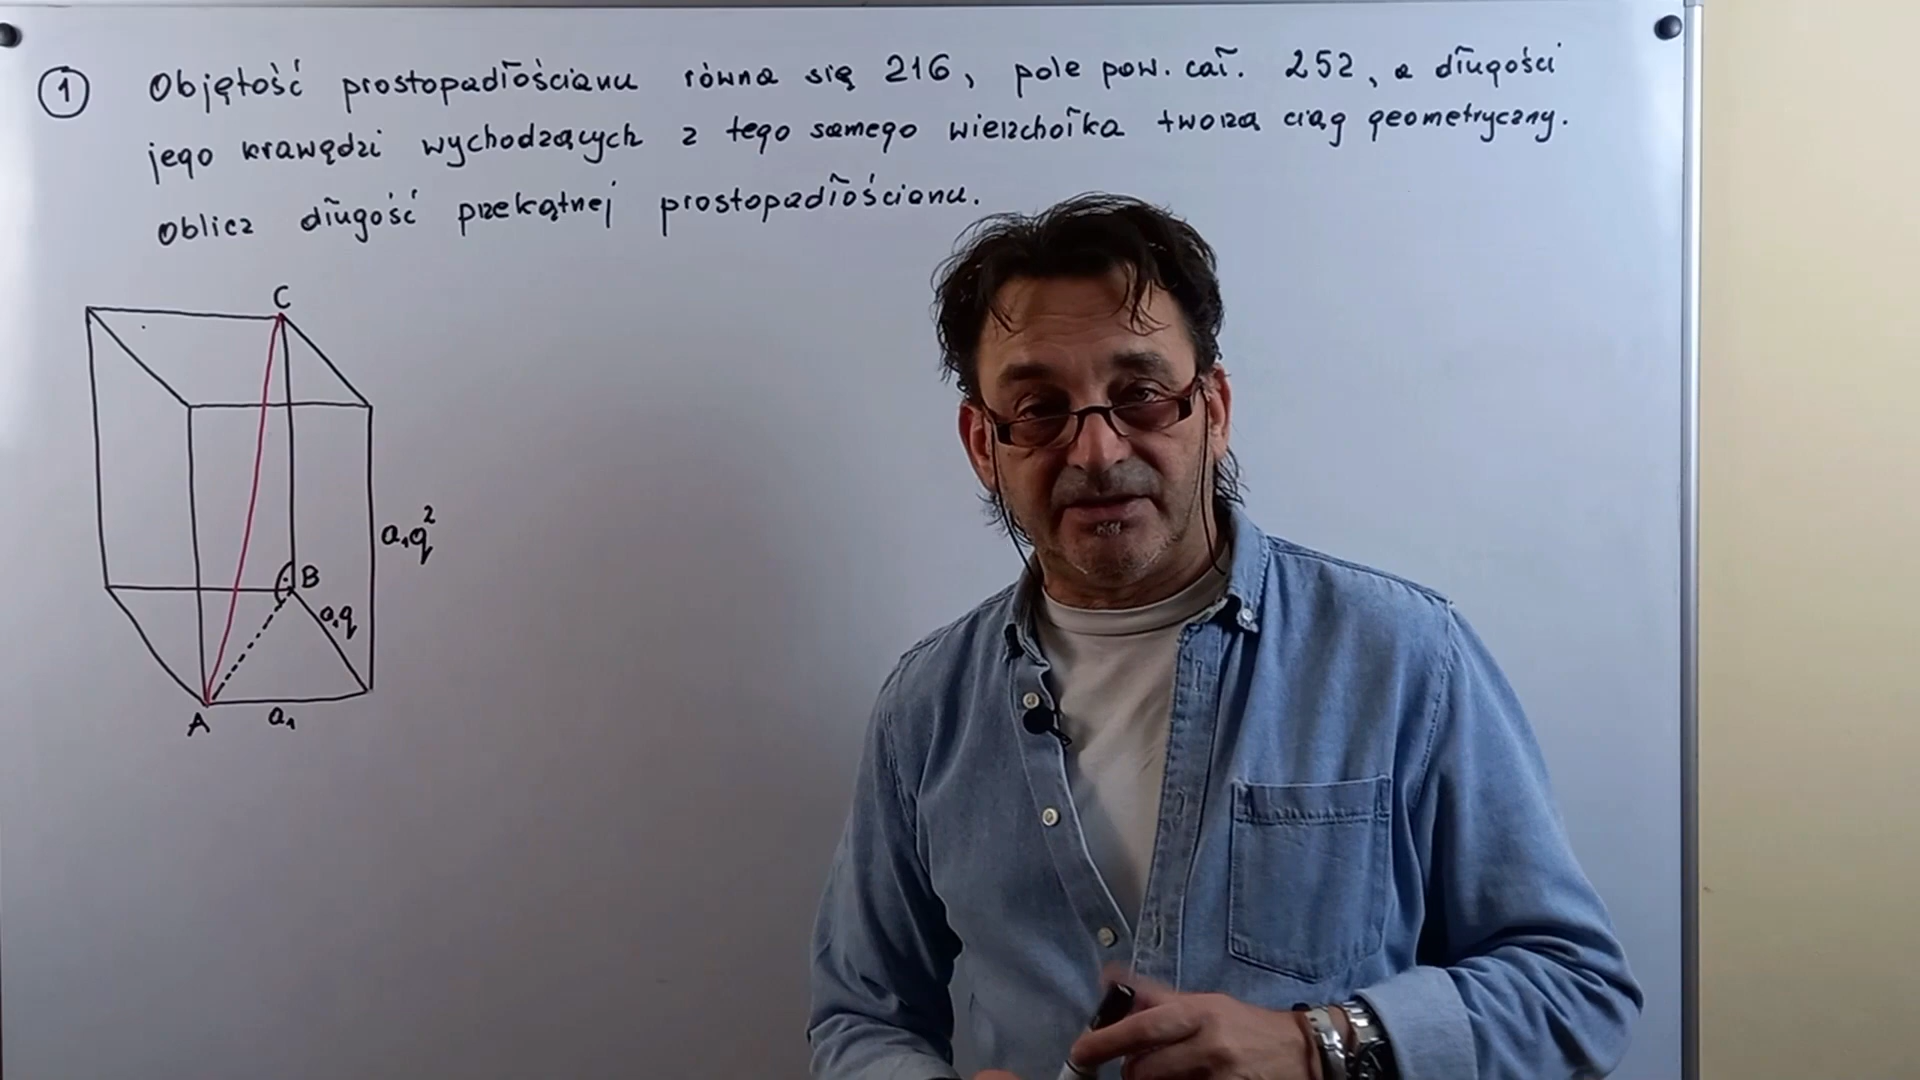 1 Objętość prostopadłościanu równa się 216, pole pow. cał. 252, a długości
jego krawędzi wychodzących z tego samego wierzchołka tworzą ciąg geometryczny.
Oblicz długość przekątnej prostopadłościanu.
C
a₁q²
B
a₁q
A
a₁